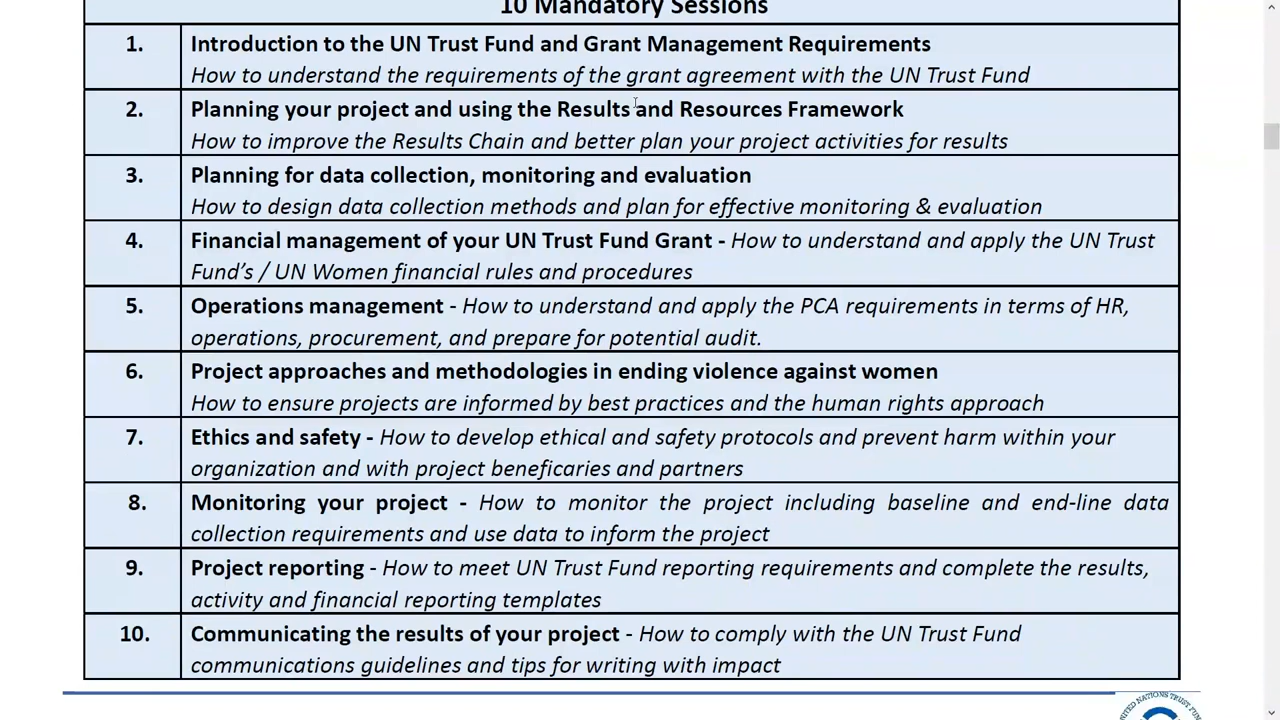 10 Mandatory Sessions
1.
Introduction to the UN Trust Fund and Grant Management Requirements
How to understand the requirements of the grant agreement with the UN Trust Fund
2.
Planning your project and using the Results and Resources Framework
How to improve the Results Chain and better plan your project activities for results
3.
Planning for data collection, monitoring and evaluation
How to design data collection methods and plan for effective monitoring & evaluation
4.
Financial management of your UN Trust Fund Grant - How to understand and apply the UN Trust
Fund's / UN Women financial rules and procedures
5.
Operations management - How to understand and apply the PCA requirements in terms of HR,
operations, procurement, and prepare for potential audit.
6.
Project approaches and methodologies in ending violence against women
How to ensure projects are informed by best practices and the human rights approach
7.
Ethics and safety - How to develop ethical and safety protocols and prevent harm within your
organization and with project beneficaries and partners
8.
Monitoring your project - How to monitor the project including baseline and end-line data
collection requirements and use data to inform the project
9.
Project reporting - How to meet UN Trust Fund reporting requirements and complete the results,
activity and financial reporting templates
10.
Communicating the results of your project - How to comply with the UN Trust Fund
communications guidelines and tips for writing with impact
NATIONS TRUST